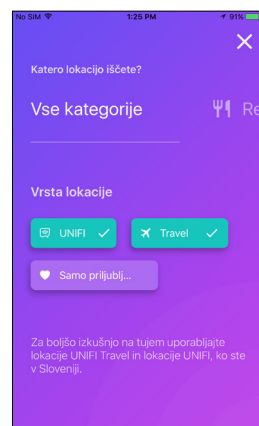 No SIM 1:25 PM 91%
Katero lokacijo iščete?
Vse kategorije Re
Vrsta lokacije
UNIFI Travel
Samo priljublj...
Za boljšo izkušnjo na tujem uporabljajte
lokacije UNIFI Travel in lokacije UNIFI, ko ste
v Sloveniji.